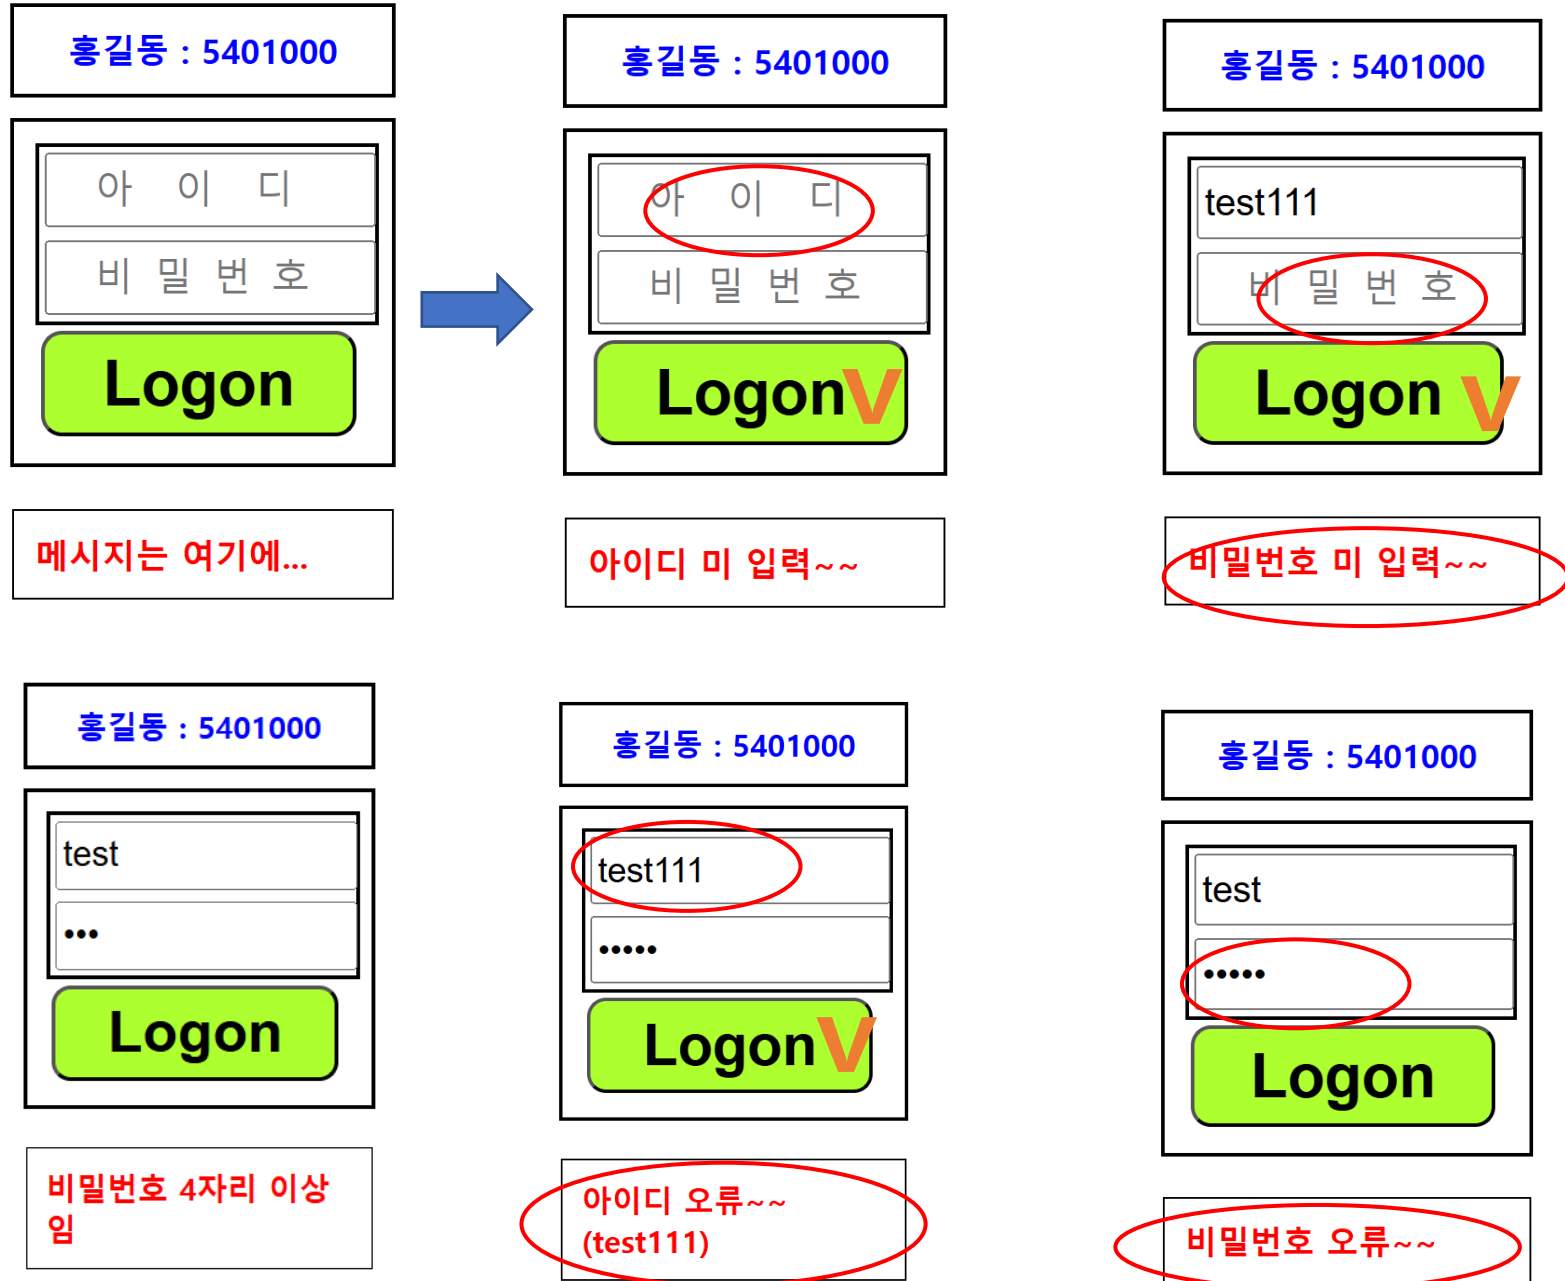 홍길동 : 5401000
아 이 디
비 밀 번 호
Logon
메시지는 여기에...
홍길동 : 5401000
아 이 디
비 밀 번 호
Logon V
아이디 미 입력~~
홍길동 : 5401000
test111
비 밀 번 호
Logon V
비밀번호 미 입력~~
홍길동 : 5401000
test
•••
Logon
비밀번호 4자리 이상
임
홍길동 : 5401000
test111
•••••
Logon V
아이디 오류~~
(test111)
홍길동 : 5401000
test
•••••
Logon
비밀번호 오류~~